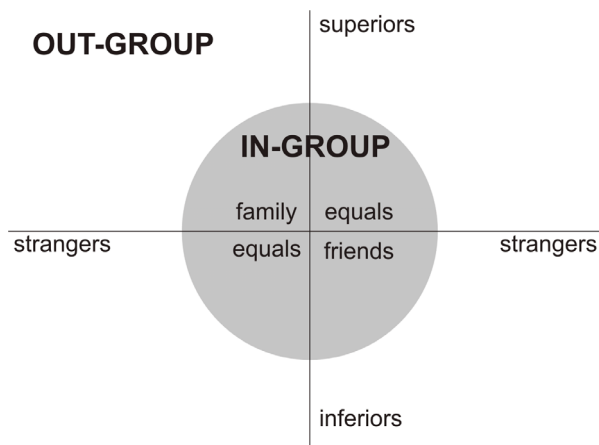 superiors
OUT-GROUP
IN-GROUP
family equals
strangers equals friends strangers
inferiors